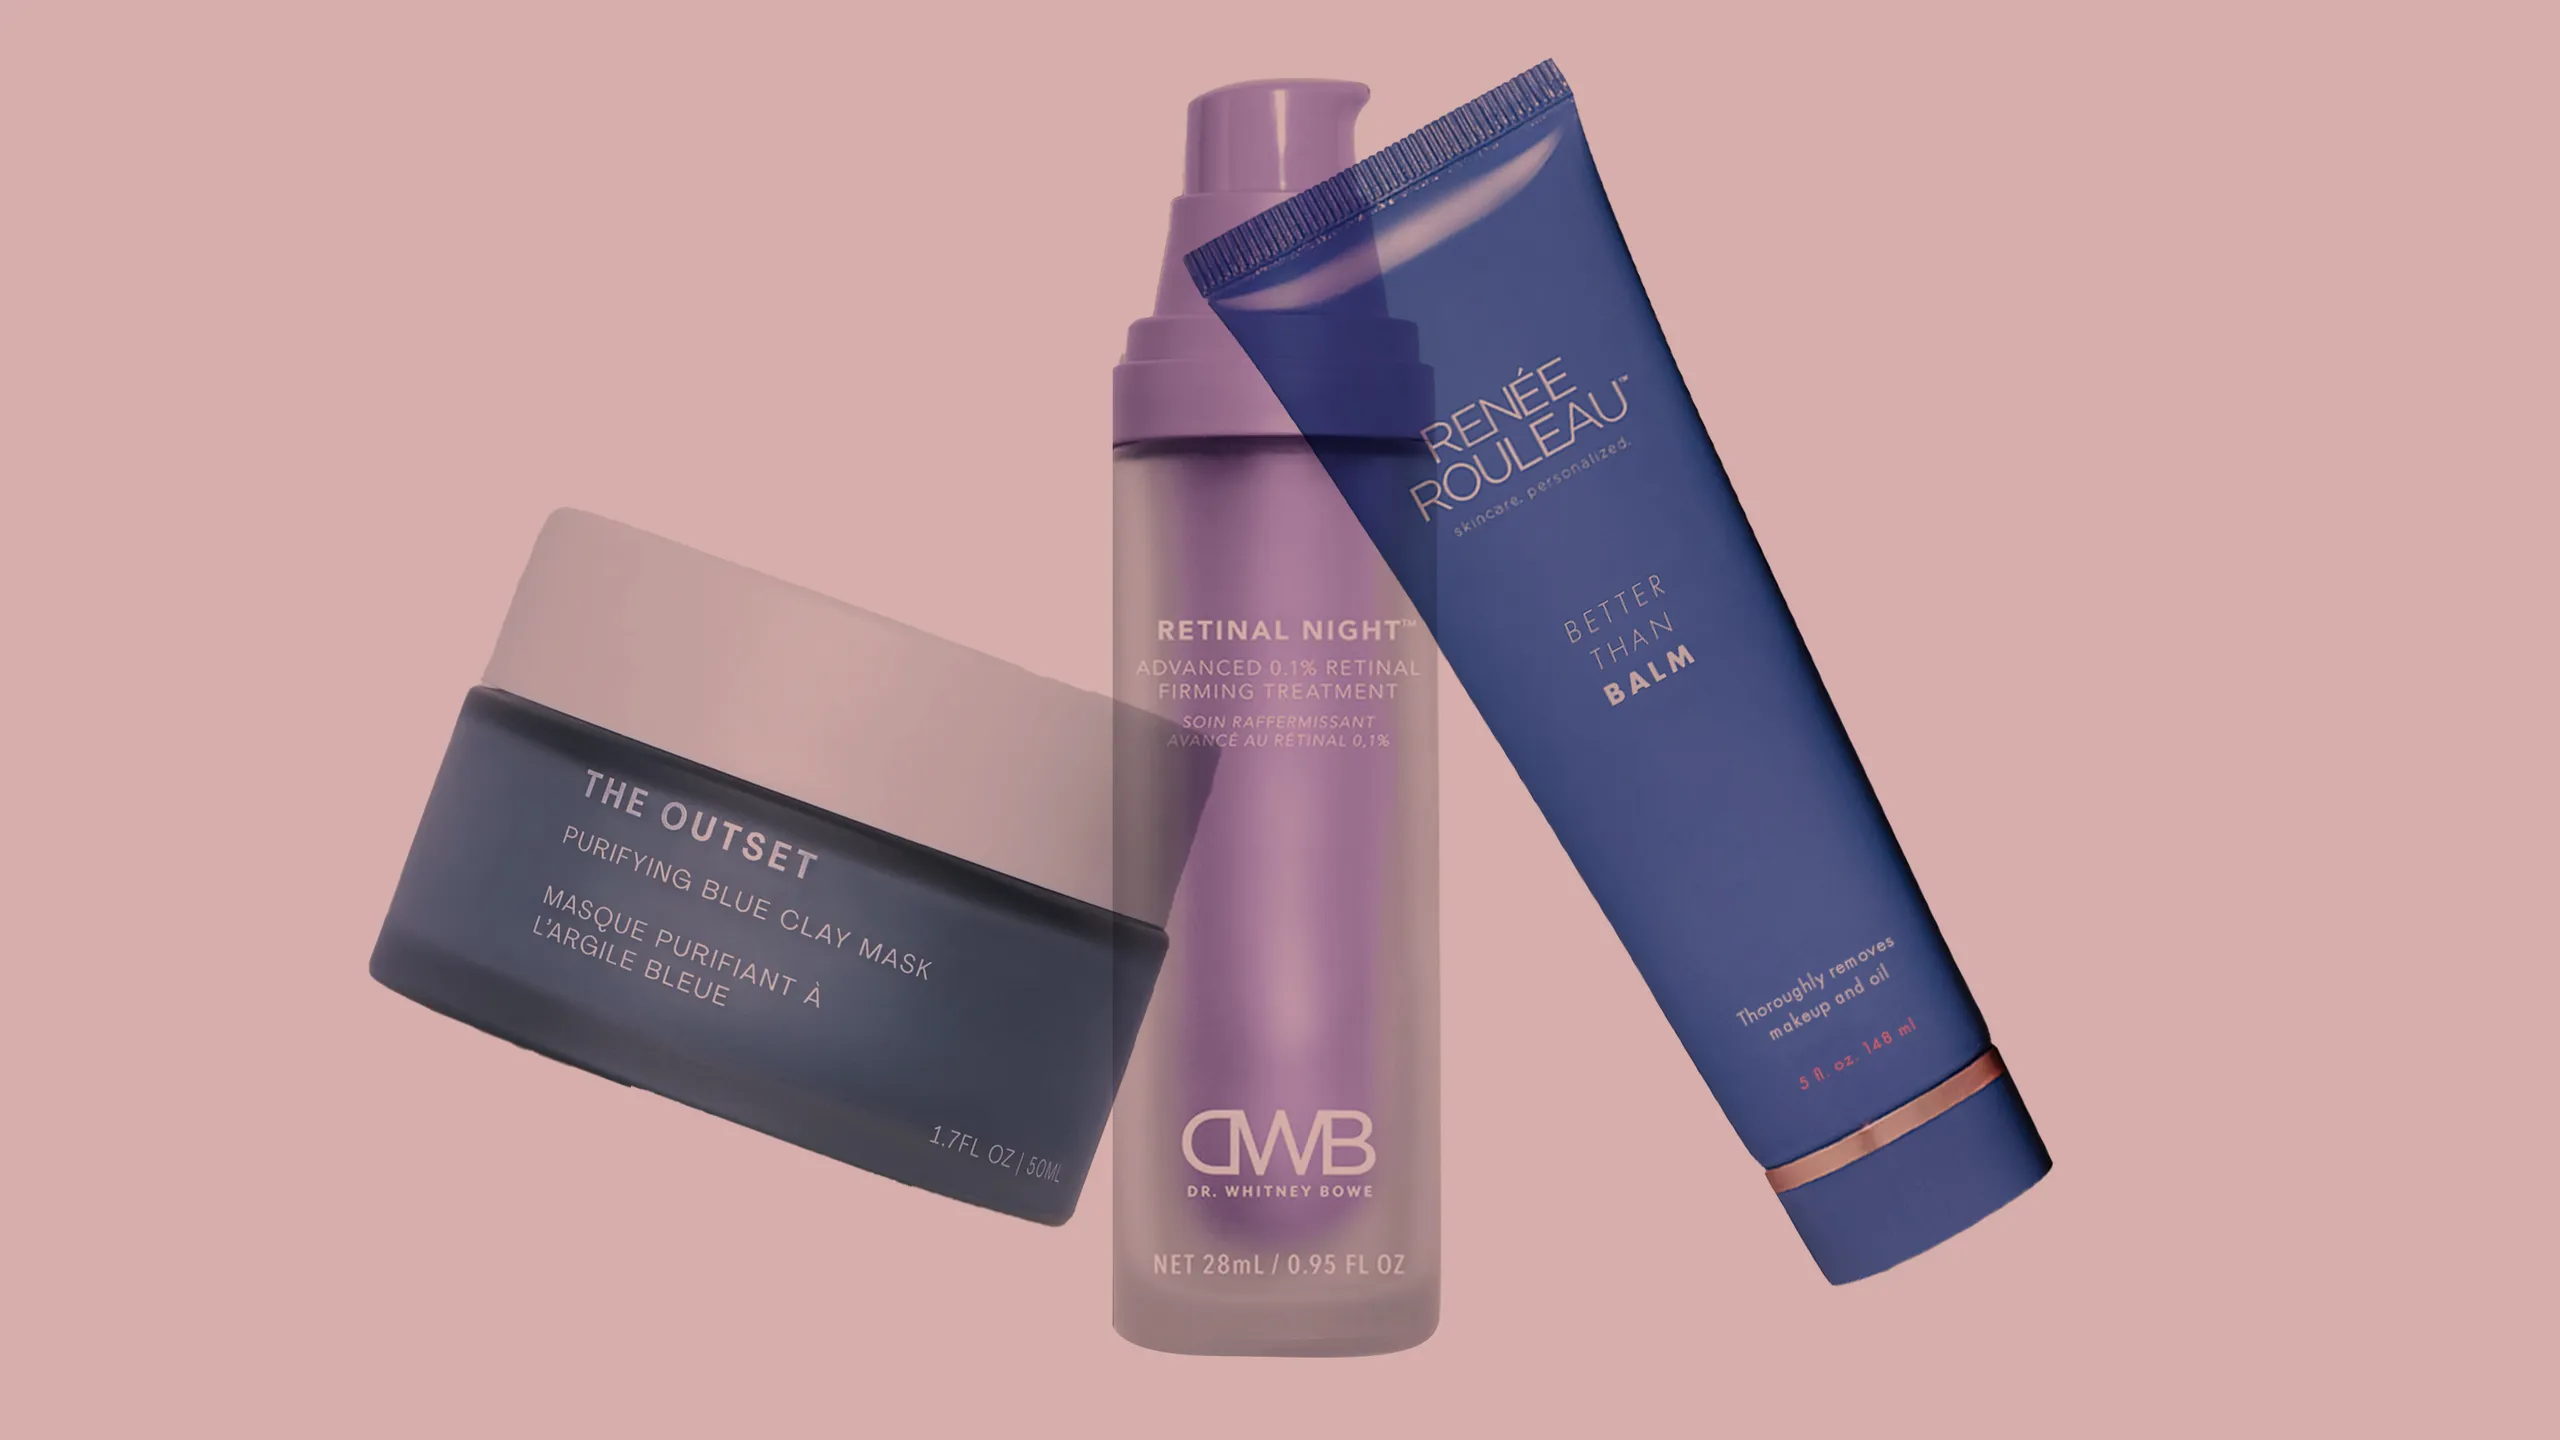 THE OUTSET
PURIFYING BLUE CLAY MASK
MASQUE PURIFIANT À
L'ARGILE BLEUE
1.7FL OZ | 50ML
RETINAL NIGHT™
ADVANCED 0.1% RETINAL
FIRMING TREATMENT
SOIN RAFFERMISSANT
AVANCÉ AU RÉTINAL 0,1%
DWB
DR. WHITNEY BOWE
NET 28mL / 0.95 FL OZ
RENÉE
ROULEAU™
skincare, personalized.
BETTER
THAN
BALM
Thoroughly removes
makeup and oil
5 fl. oz. 148 ml